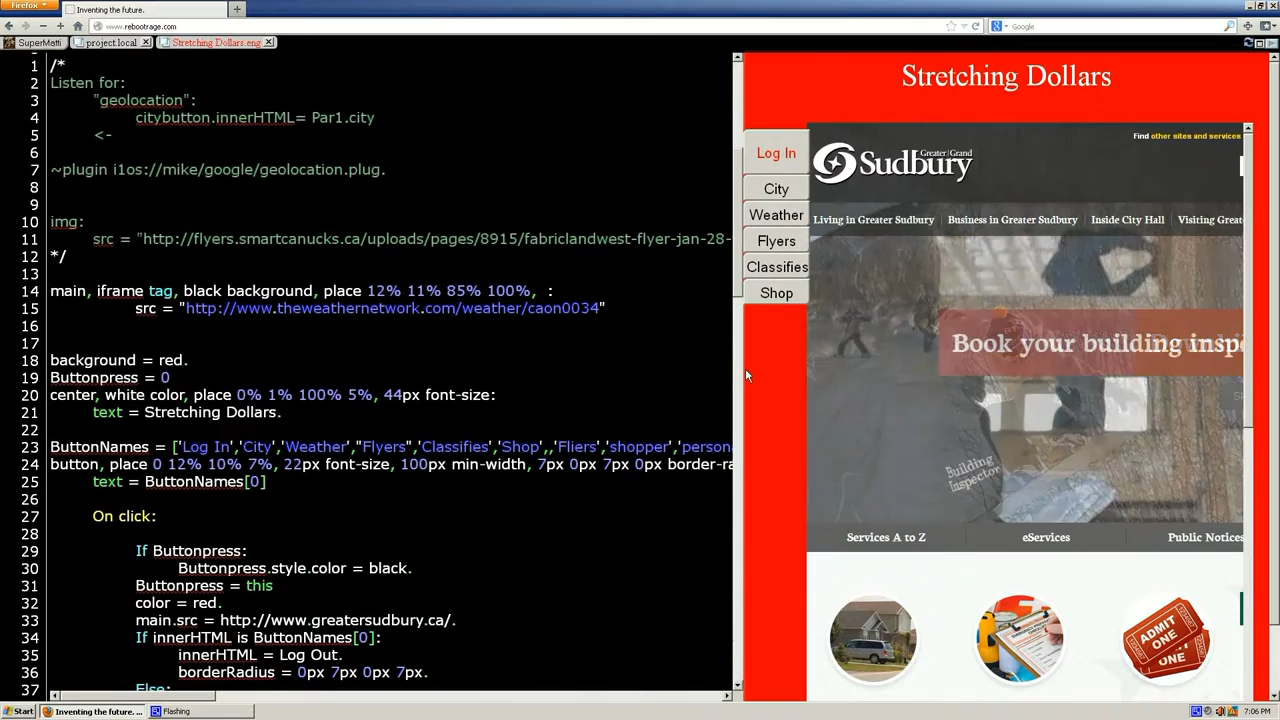 Firefox
Inventing the future.
www.rebootrage.com
Google
SuperMatti
project.local
Stretching Dollars.eng
1 /*
2 Listen for:
3 "geolocation":
4 citybutton.innerHTML= Par1.city
5 <-
6
7 ~plugin i1os://mike/google/geolocation.plug.
8
9
10 img:
11 src = "http://flyers.smartcanucks.ca/uploads/pages/8915/fabriclandwest-flyer-jan-28-
12 */
13
14 main, iframe tag, black background, place 12% 11% 85% 100%, :
15 src = "http://www.theweathernetwork.com/weather/caon0034"
16
17
18 background = red.
19 Buttonpress = 0
20 center, white color, place 0% 1% 100% 5%, 44px font-size:
21 text = Stretching Dollars.
22
23 ButtonNames = ['Log In','City','Weather',"Flyers",'Classifies','Shop',,'Fliers','shopper','persona
24 button, place 0 12% 10% 7%, 22px font-size, 100px min-width, 7px 0px 7px 0px border-ra
25 text = ButtonNames[0]
26
27 On click:
28
29 If Buttonpress:
30 Buttonpress.style.color = black.
31 Buttonpress = this
32 color = red.
33 main.src = http://www.greatersudbury.ca/.
34 If innerHTML is ButtonNames[0]:
35 innerHTML = Log Out.
36 borderRadius = 0px 7px 0px 7px.
37 Else:
Stretching Dollars
Log In
City
Weather
Flyers
Classifies
Shop
Find other sites and services
Greater | Grand
Sudbury
Living in Greater Sudbury
Business in Greater Sudbury
Inside City Hall
Visiting Great
Book your building inspe
Building
Inspector
Services A to Z
eServices
Public Notices
ADMIT
ONE
ONE
Start
Inventing the future. ...
Flashing
7:06 PM